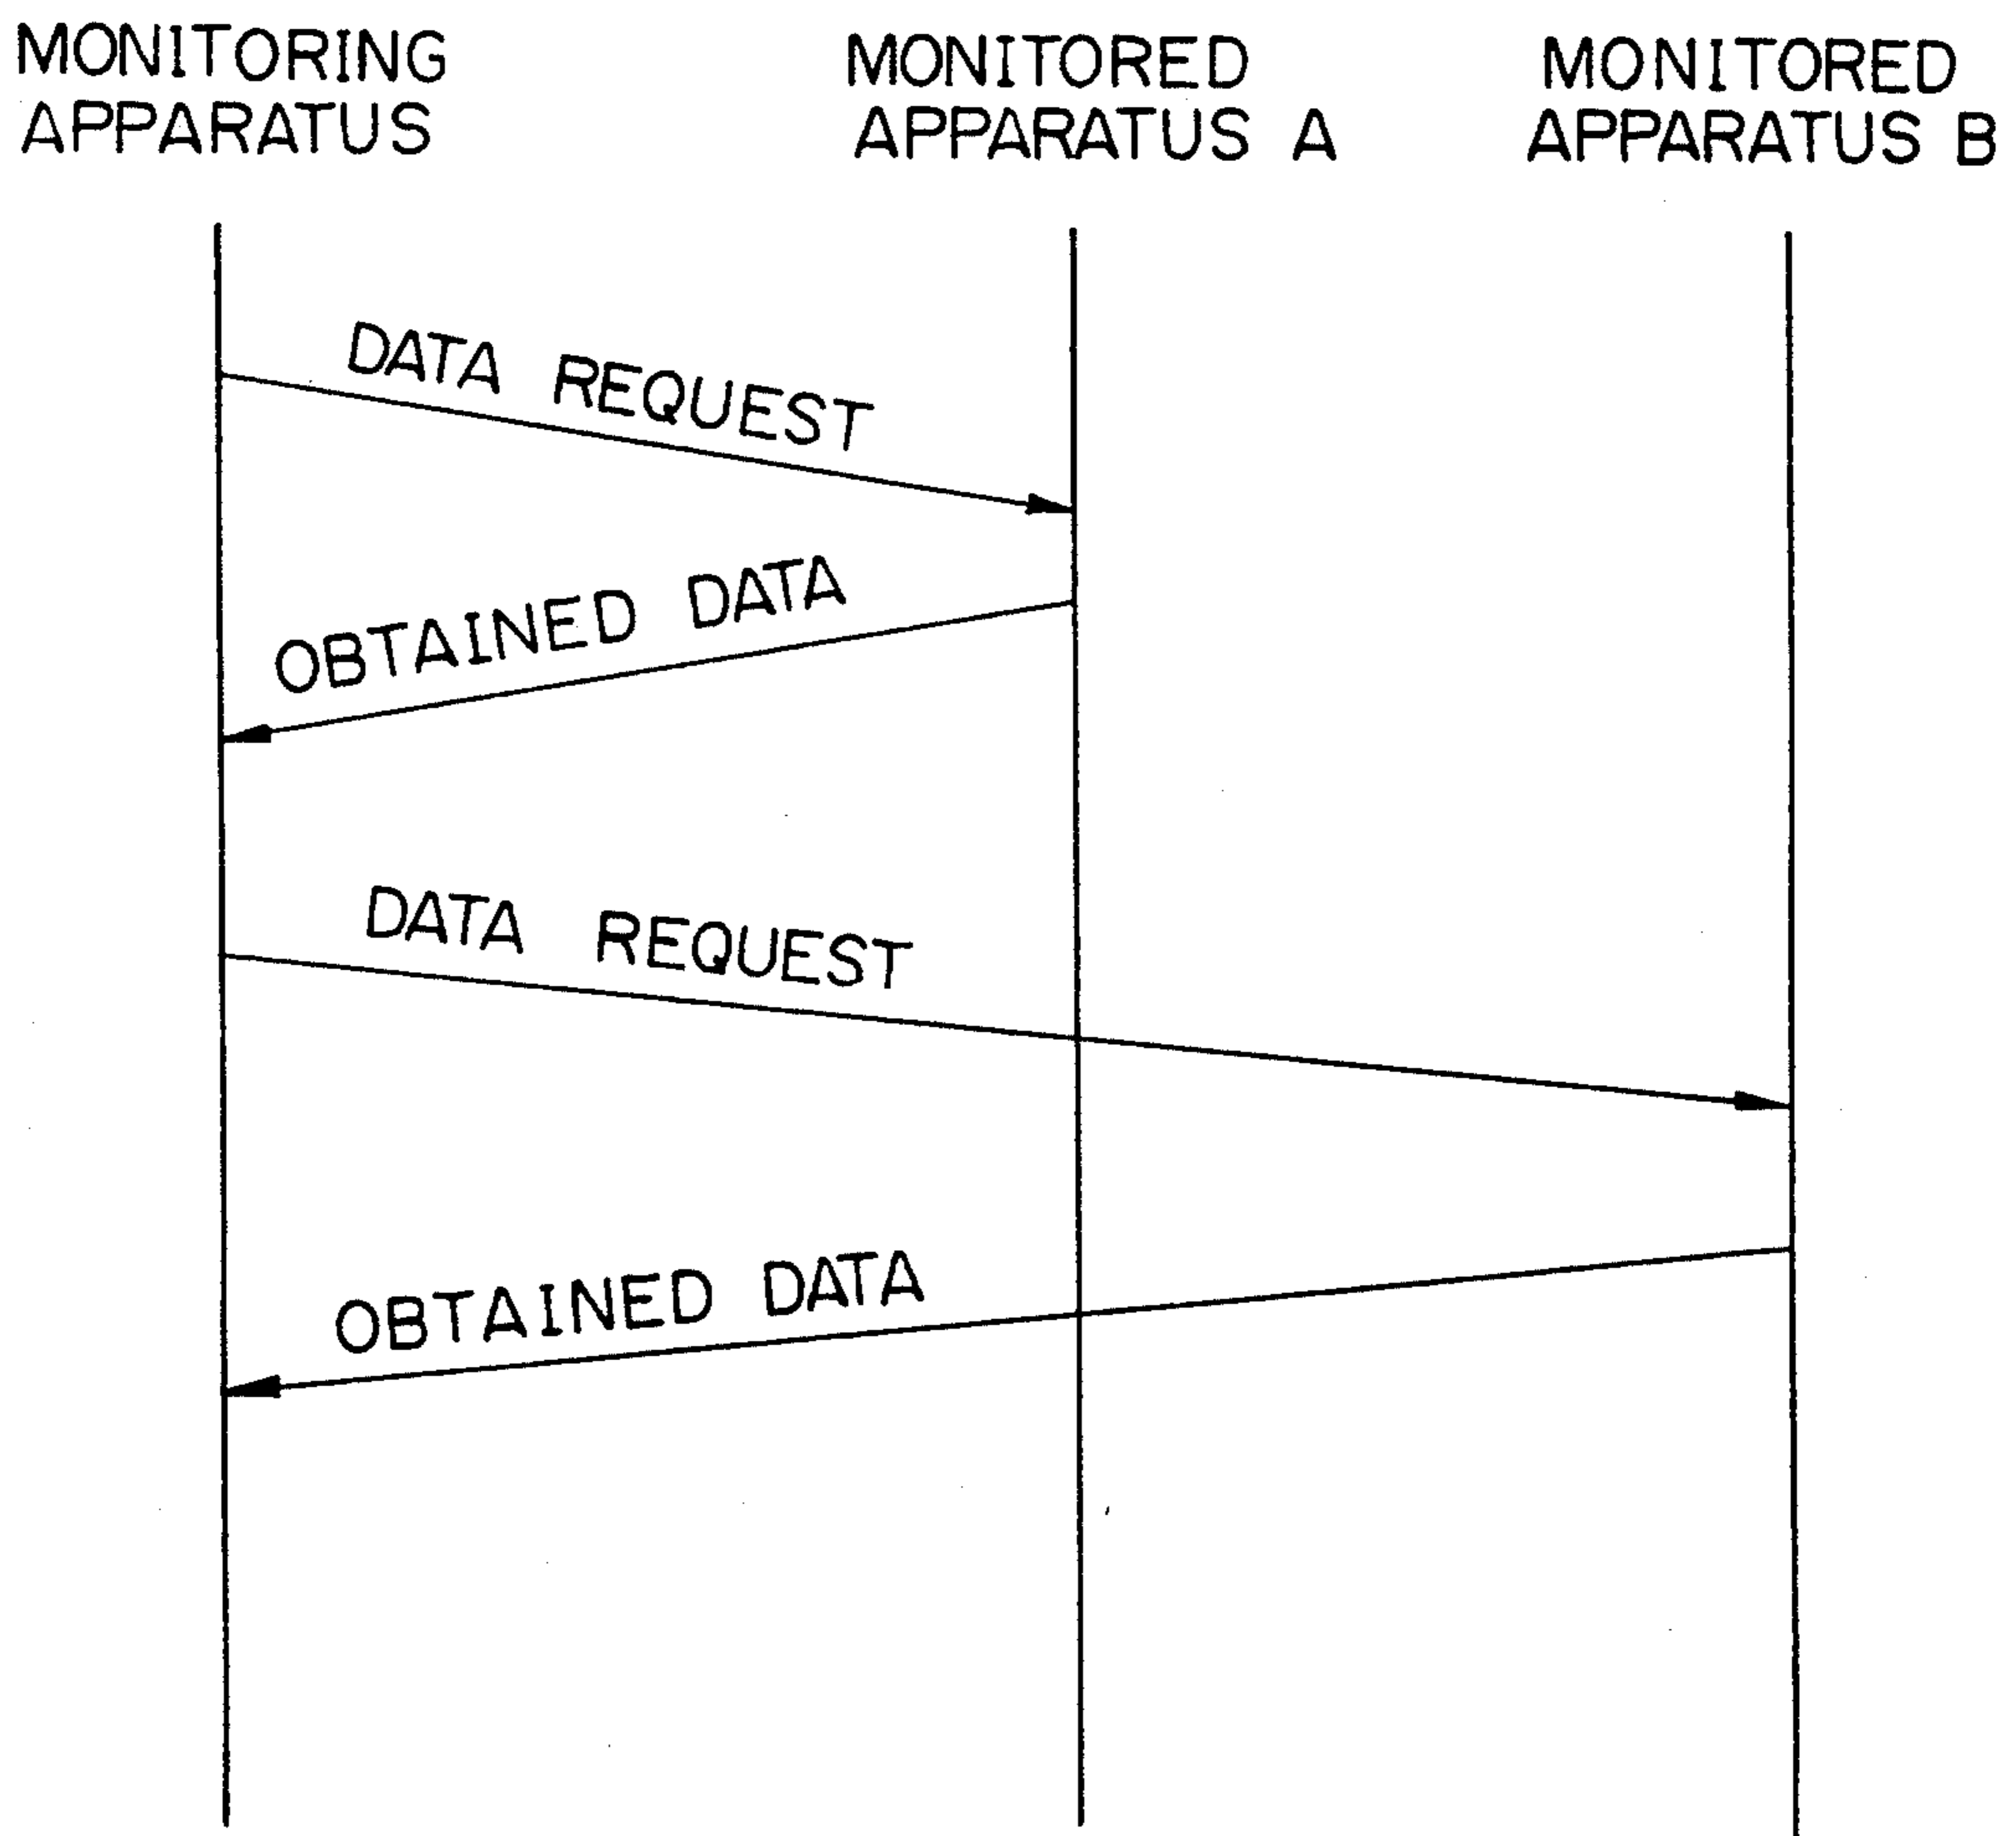 MONITORING
APPARATUS
MONITORED
APPARATUS A
MONITORED
APPARATUS B
DATA REQUEST
OBTAINED DATA
DATA REQUEST
OBTAINED DATA